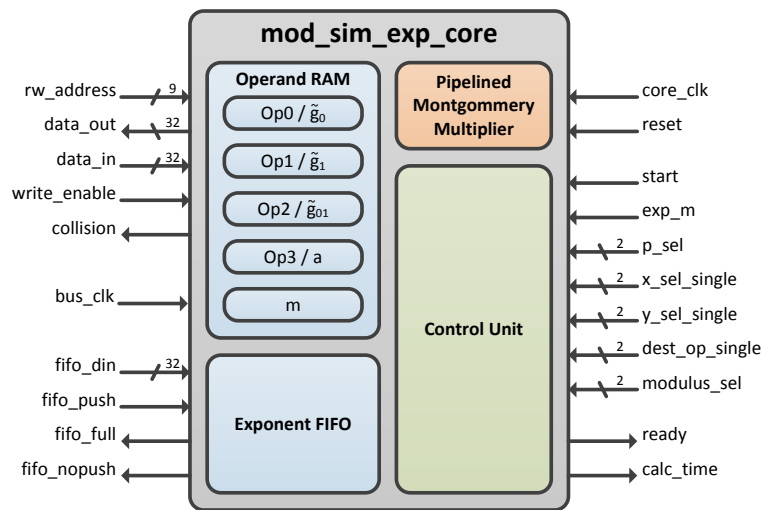 mod_sim_exp_core
rw_address
9
data_out
32
data_in
32
write_enable
collision
bus_clk
fifo_din
32
fifo_push
fifo_full
fifo_nopush
Operand RAM
Op0 / g̃0
Op1 / g̃1
Op2 / g̃01
Op3 / a
m
Exponent FIFO
Pipelined
Montgommery
Multiplier
Control Unit
core_clk
reset
start
exp_m
2
p_sel
2
x_sel_single
2
y_sel_single
2
dest_op_single
2
modulus_sel
ready
calc_time